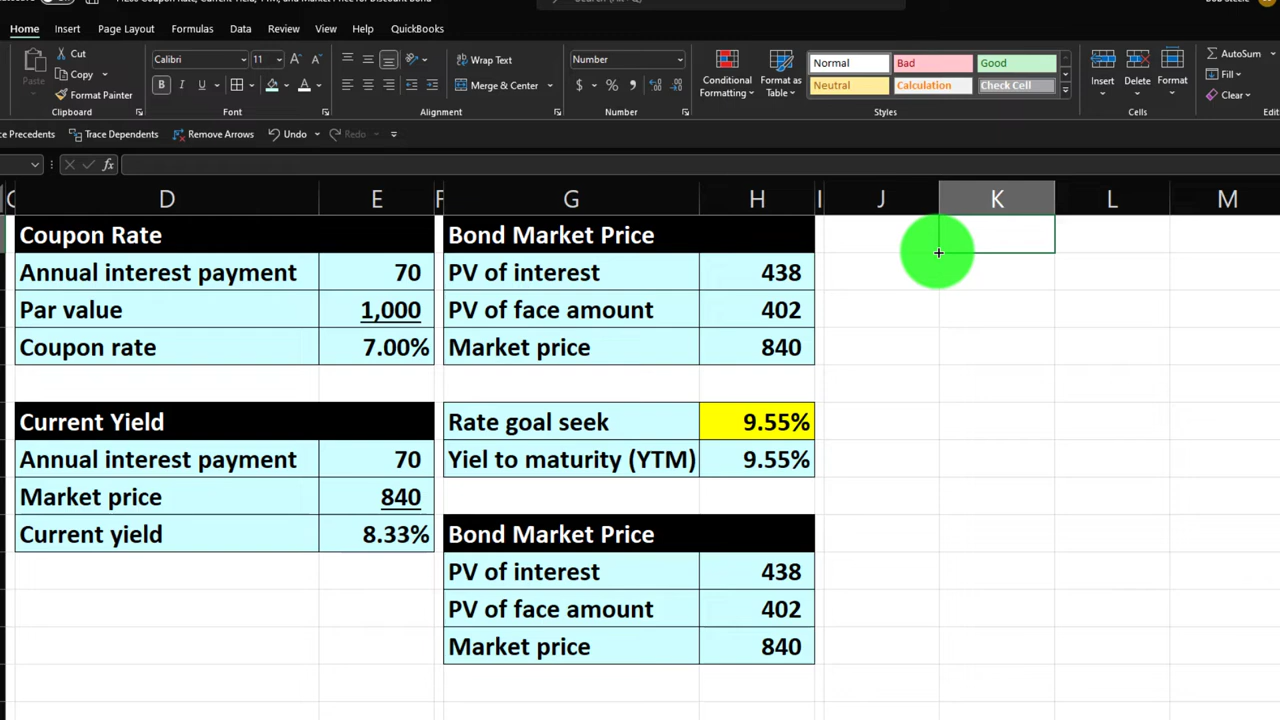 Home Insert Page Layout Formulas Data Review View Help QuickBooks
Cut
Copy
Format Painter
Paste
Clipboard
Calibri 11
B I U
Font
Wrap Text
Merge & Center
Alignment
Number
$ % 
Number
Conditional
Formatting
Format as
Table
Normal Bad Good
Neutral Calculation Check Cell
Styles
Insert Delete Format
Cells
AutoSum
Fill
Clear
e Precedents Trace Dependents Remove Arrows Undo Redo
fx
D E F G H I J K L M
Coupon Rate
Annual interest payment 70
Par value 1,000
Coupon rate 7.00%
Current Yield
Annual interest payment 70
Market price 840
Current yield 8.33%
Bond Market Price
PV of interest 438
PV of face amount 402
Market price 840
Rate goal seek 9.55%
Yiel to maturity (YTM) 9.55%
Bond Market Price
PV of interest 438
PV of face amount 402
Market price 840